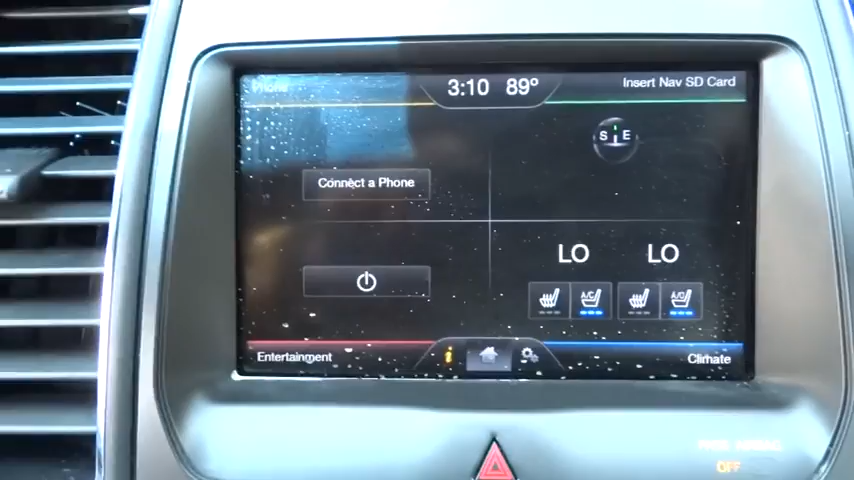 Phone
3:10 89°
Insert Nav SD Card
S E
Connect a Phone
LO LO
A/C A/C
Entertainment
i
Climate
OFF